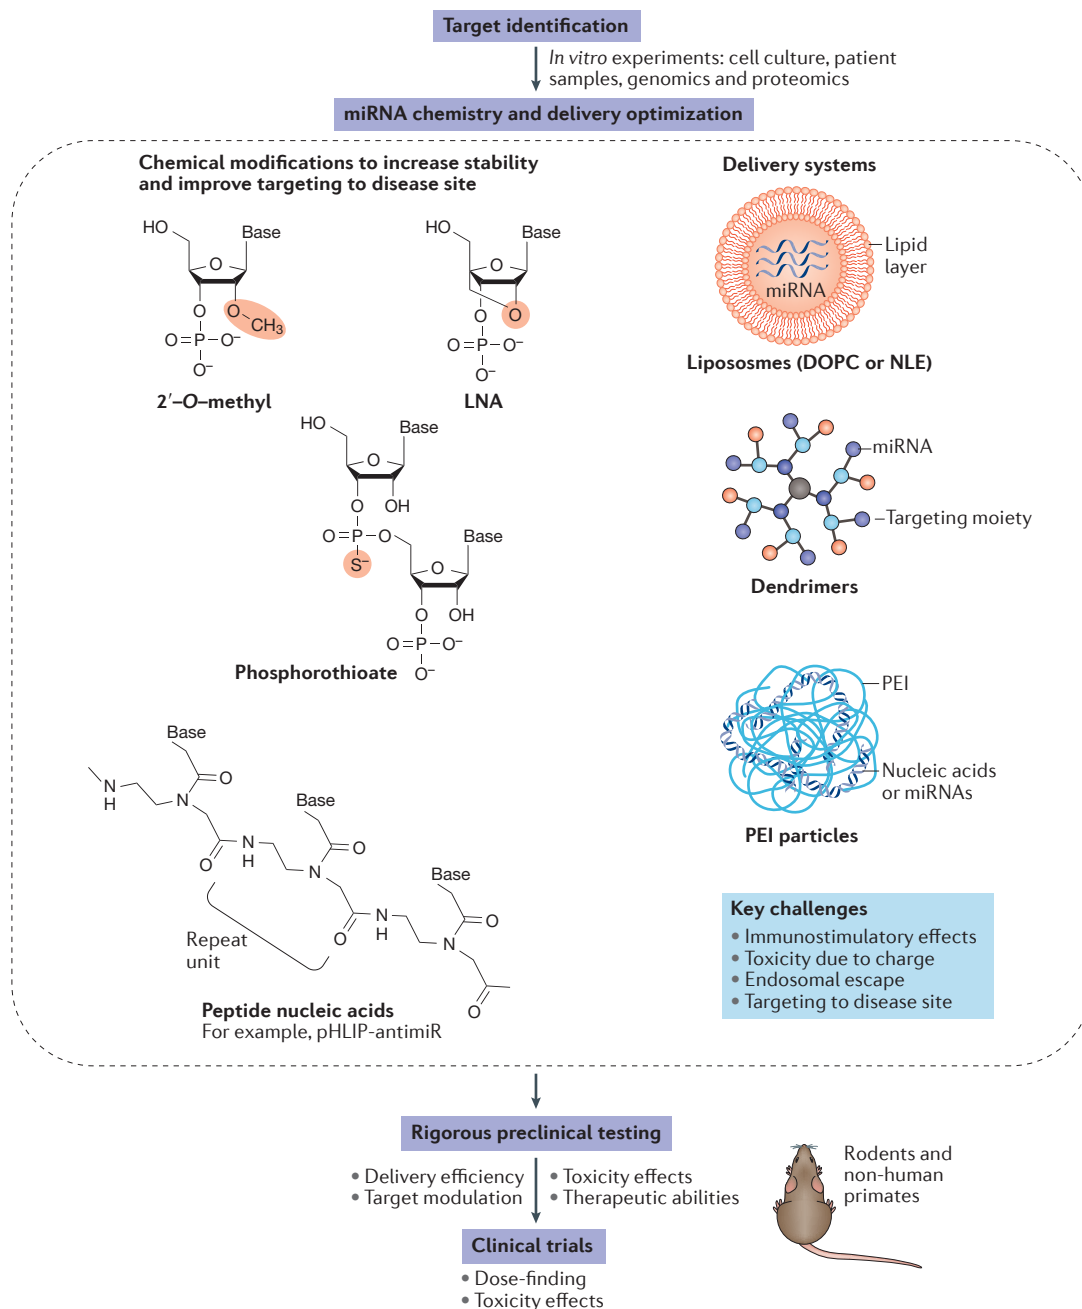 Target identification
In vitro experiments: cell culture, patient
samples, genomics and proteomics
miRNA chemistry and delivery optimization
Chemical modifications to increase stability
and improve targeting to disease site
HO
Base
O
O
O
CH3
O=P–O–
O–
2′–O–methyl
HO
Base
O
O
O
O=P–O–
O–
LNA
HO
Base
O
O
OH
O=P–O
S–
Base
O
O
OH
O=P–O–
O–
Phosphorothioate
Base
N
H
N
O
O
N
H
Base
N
O
O
N
H
Base
N
O
O
Repeat
unit
Peptide nucleic acids
For example, pHLIP-antimiR
Delivery systems
Lipid
layer
miRNA
Lipososmes (DOPC or NLE)
miRNA
Targeting moiety
Dendrimers
PEI
Nucleic acids
or miRNAs
PEI particles
Key challenges
• Immunostimulatory effects
• Toxicity due to charge
• Endosomal escape
• Targeting to disease site
Rigorous preclinical testing
• Delivery efficiency
• Target modulation
• Toxicity effects
• Therapeutic abilities
Rodents and
non-human
primates
Clinical trials
• Dose-finding
• Toxicity effects